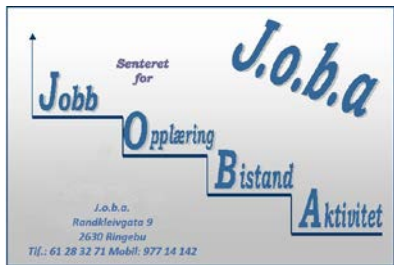 Senteret
for
J.o.b.a
Jobb
Opplæring
Bistand
Aktivitet
J.o.b.a.
Randkleivgata 9
2630 Ringebu
Tlf.: 61 28 32 71 Mobil: 977 14 142